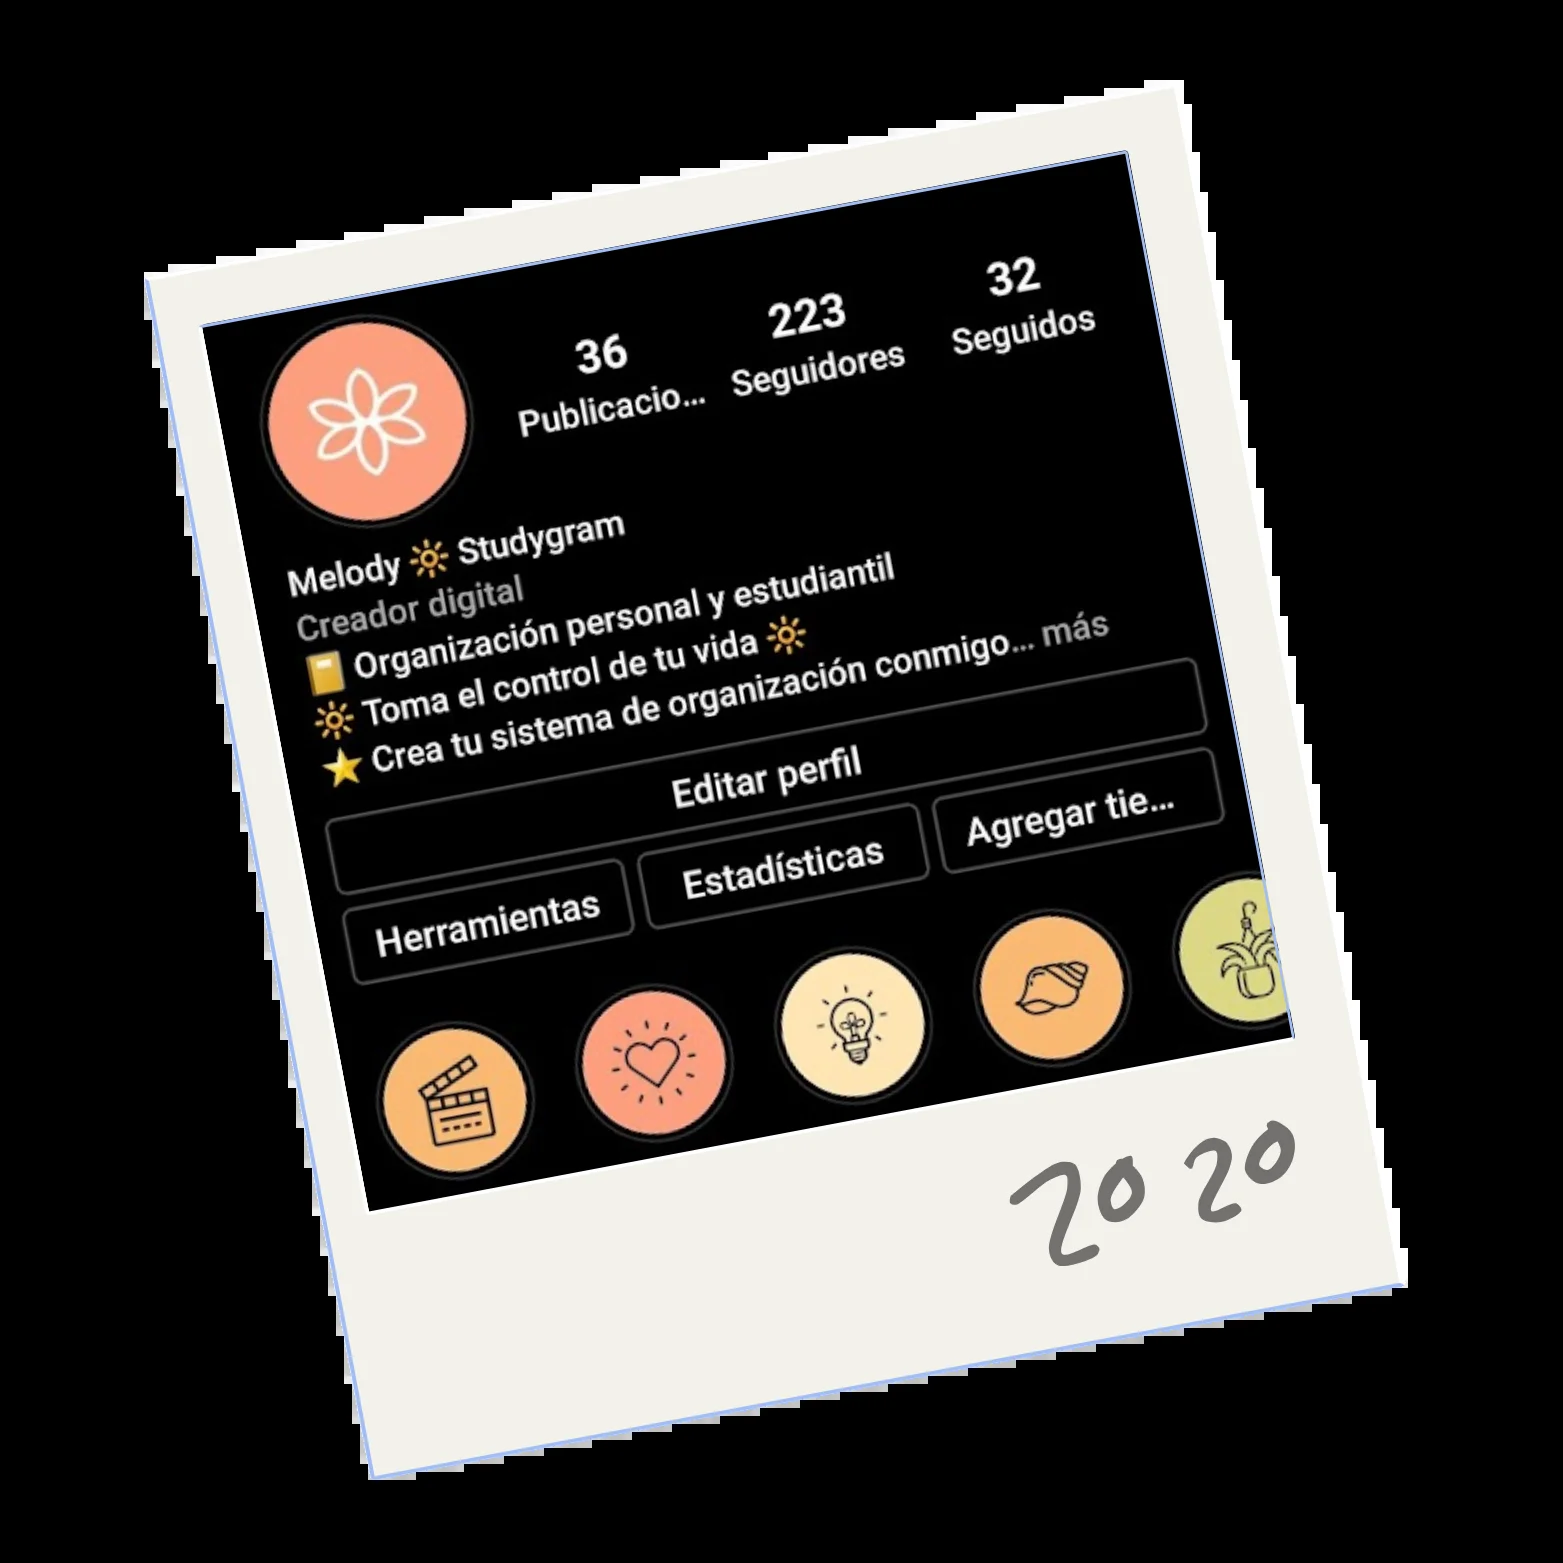 36 223 32
Publicacio... Seguidores Seguidos
Melody 🔆 Studygram
Creador digital
📒 Organización personal y estudiantil
🔆 Toma el control de tu vida 🔆
⭐ Crea tu sistema de organización conmigo... más
Editar perfil
Herramientas Estadísticas Agregar tie...
2020